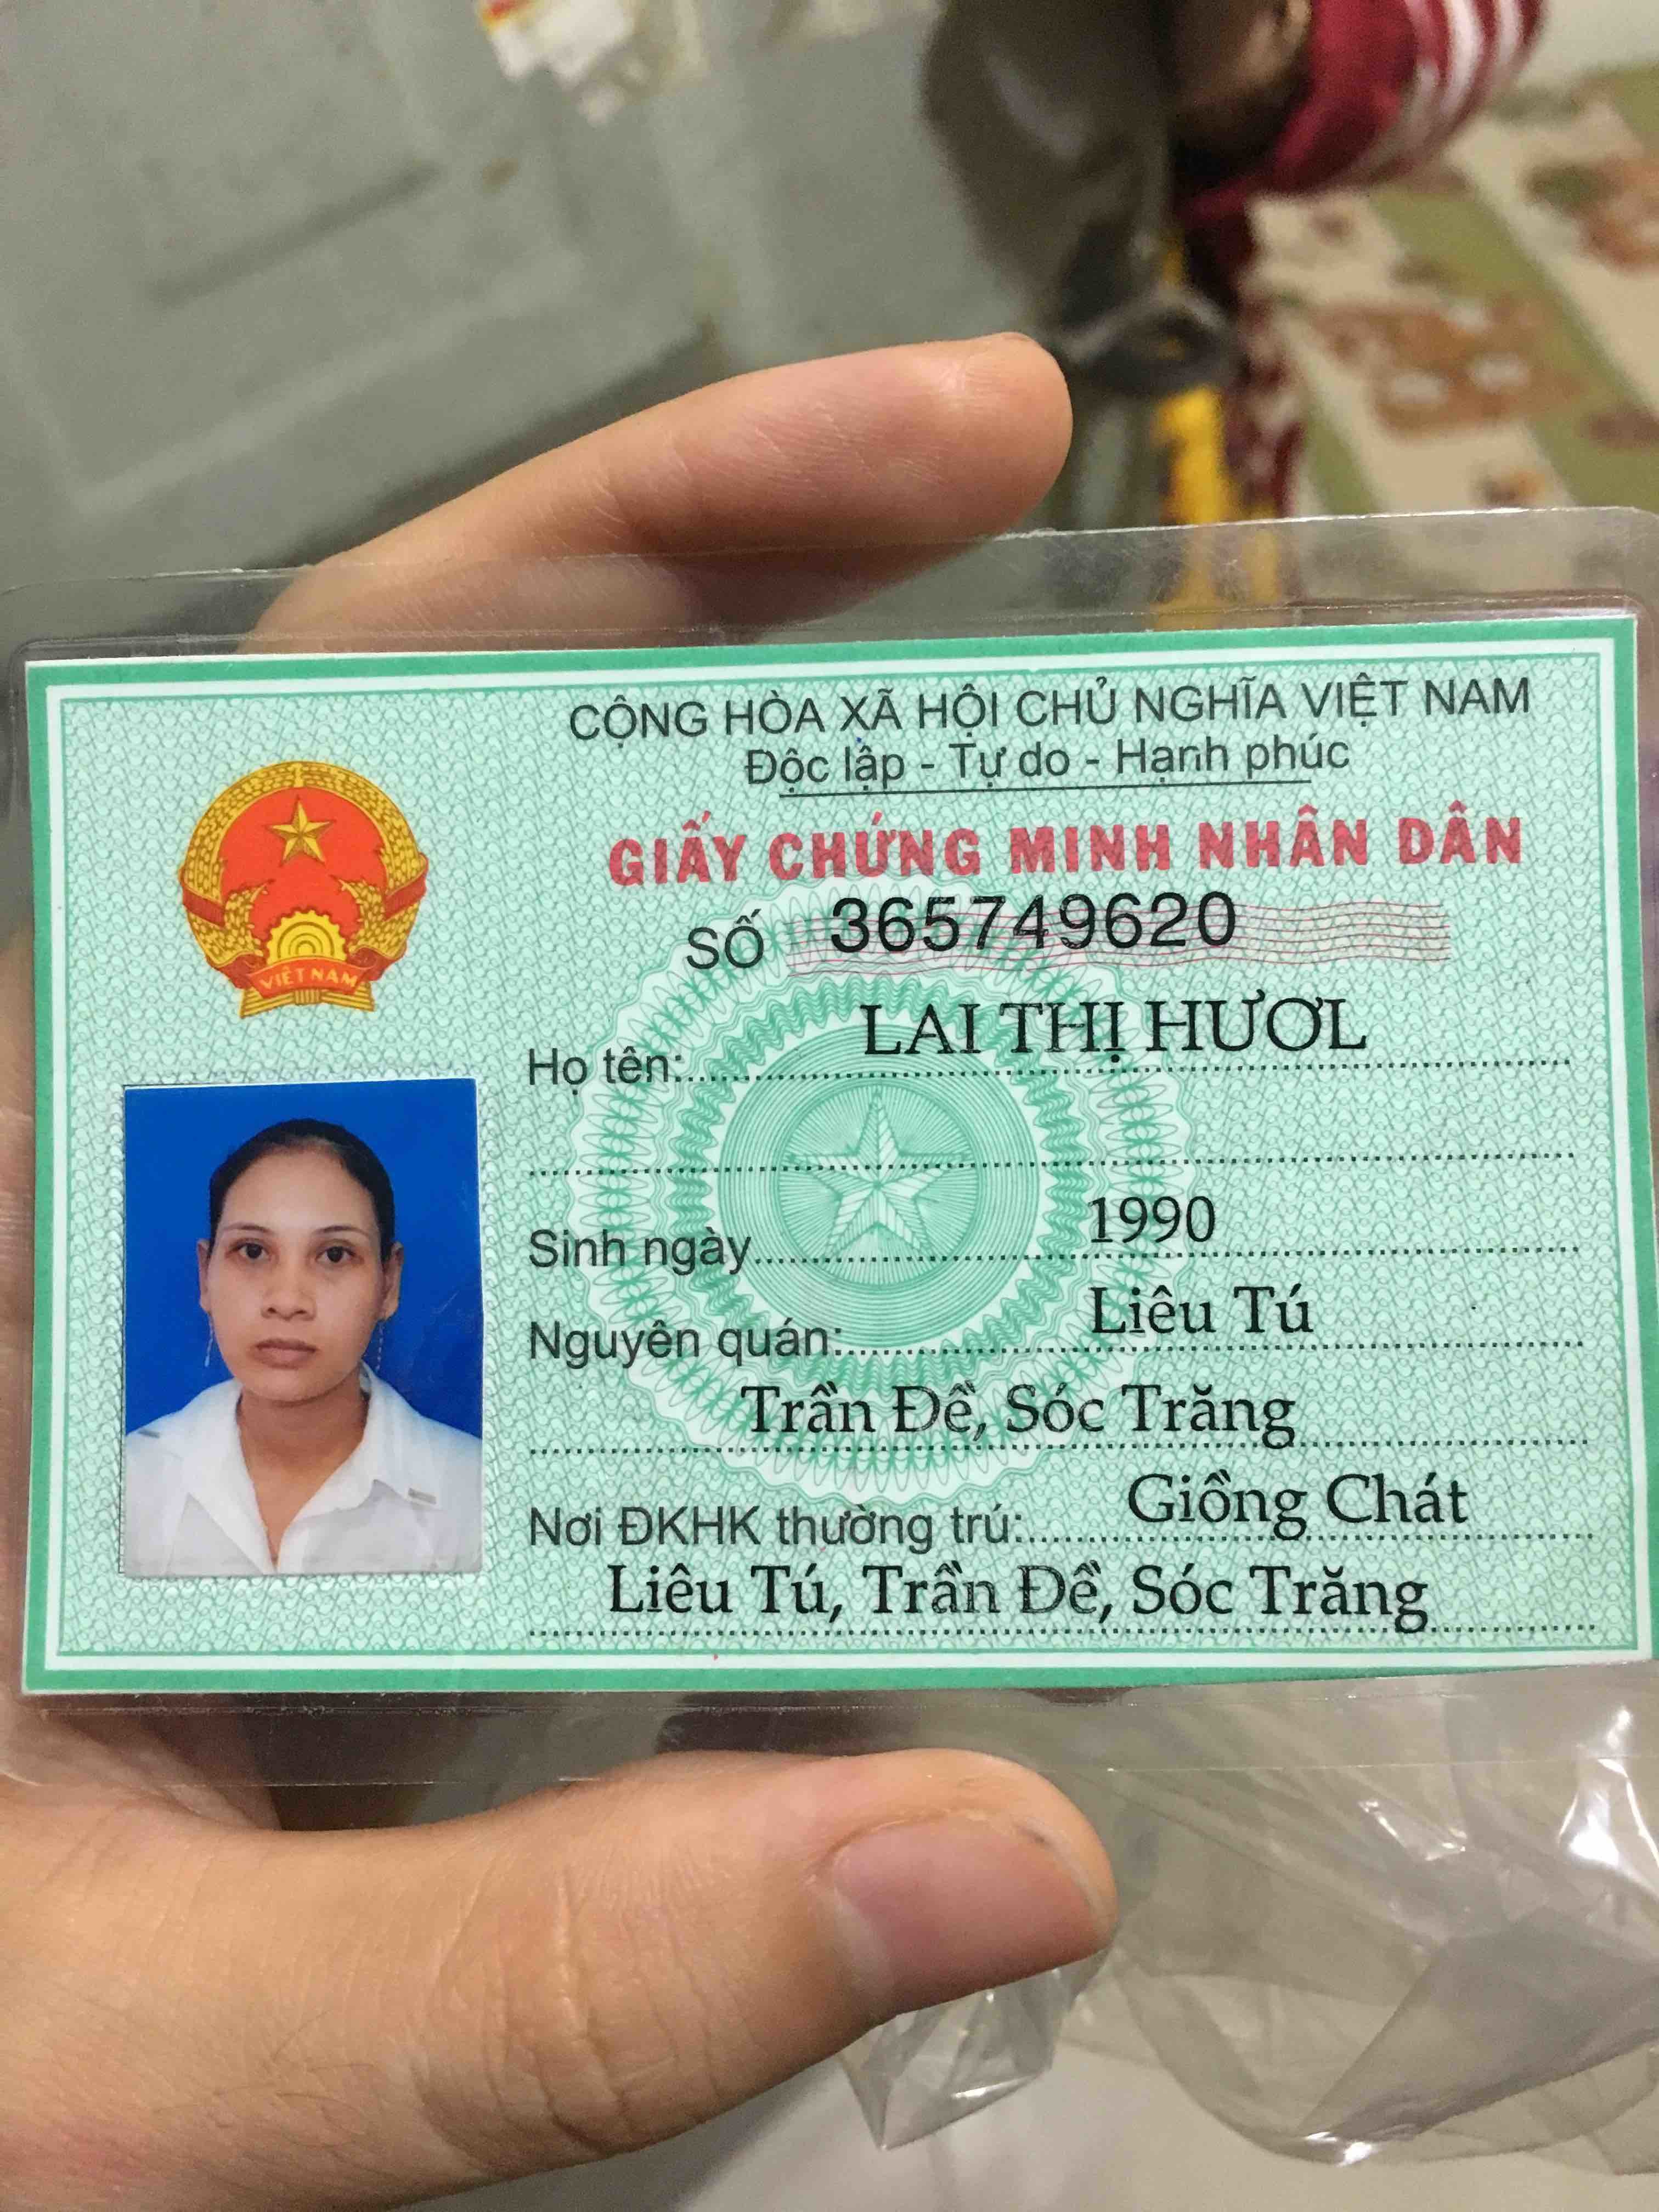 CỘNG HÒA XÃ HỘI CHỦ NGHĨA VIỆT NAM
Độc lập - Tự do - Hạnh phúc
GIẤY CHỨNG MINH NHÂN DÂN
SỐ 365749620
VIỆT NAM
Họ tên: LAI THỊ HƯƠL
Sinh ngày 1990
Nguyên quán: Liêu Tú
Trần Đề, Sóc Trăng
Nơi ĐKHK thường trú: Giồng Chát
Liêu Tú, Trần Đề, Sóc Trăng